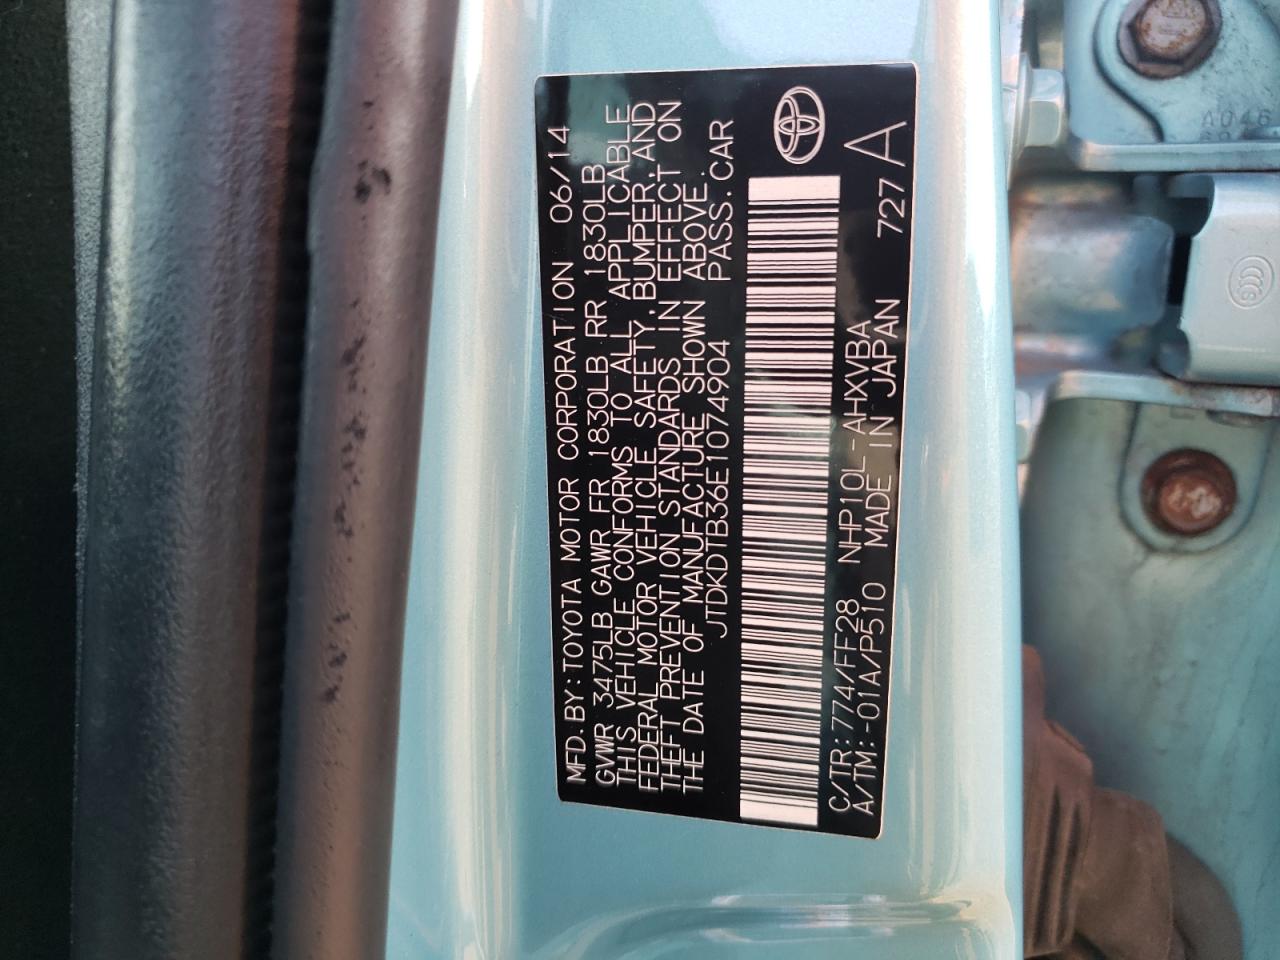 MFD.BY:TOYOTA MOTOR CORPORATION 06/14
GVWR 3475LB GAWR FR 1830LB RR 1830LB
THIS VEHICLE CONFORMS TO ALL APPLICABLE
FEDERAL MOTOR VEHICLE SAFETY,BUMPER,AND
THEFT PREVENTION STANDARDS IN EFFECT ON
THE DATE OF MANUFACTURE SHOWN ABOVE.
JTDKDTB36E1074904 PASS.CAR
C/TR:774/FF28 NHP10L-AHXVBA
A/TM:-01A/P510 MADE IN JAPAN 727 A
A046